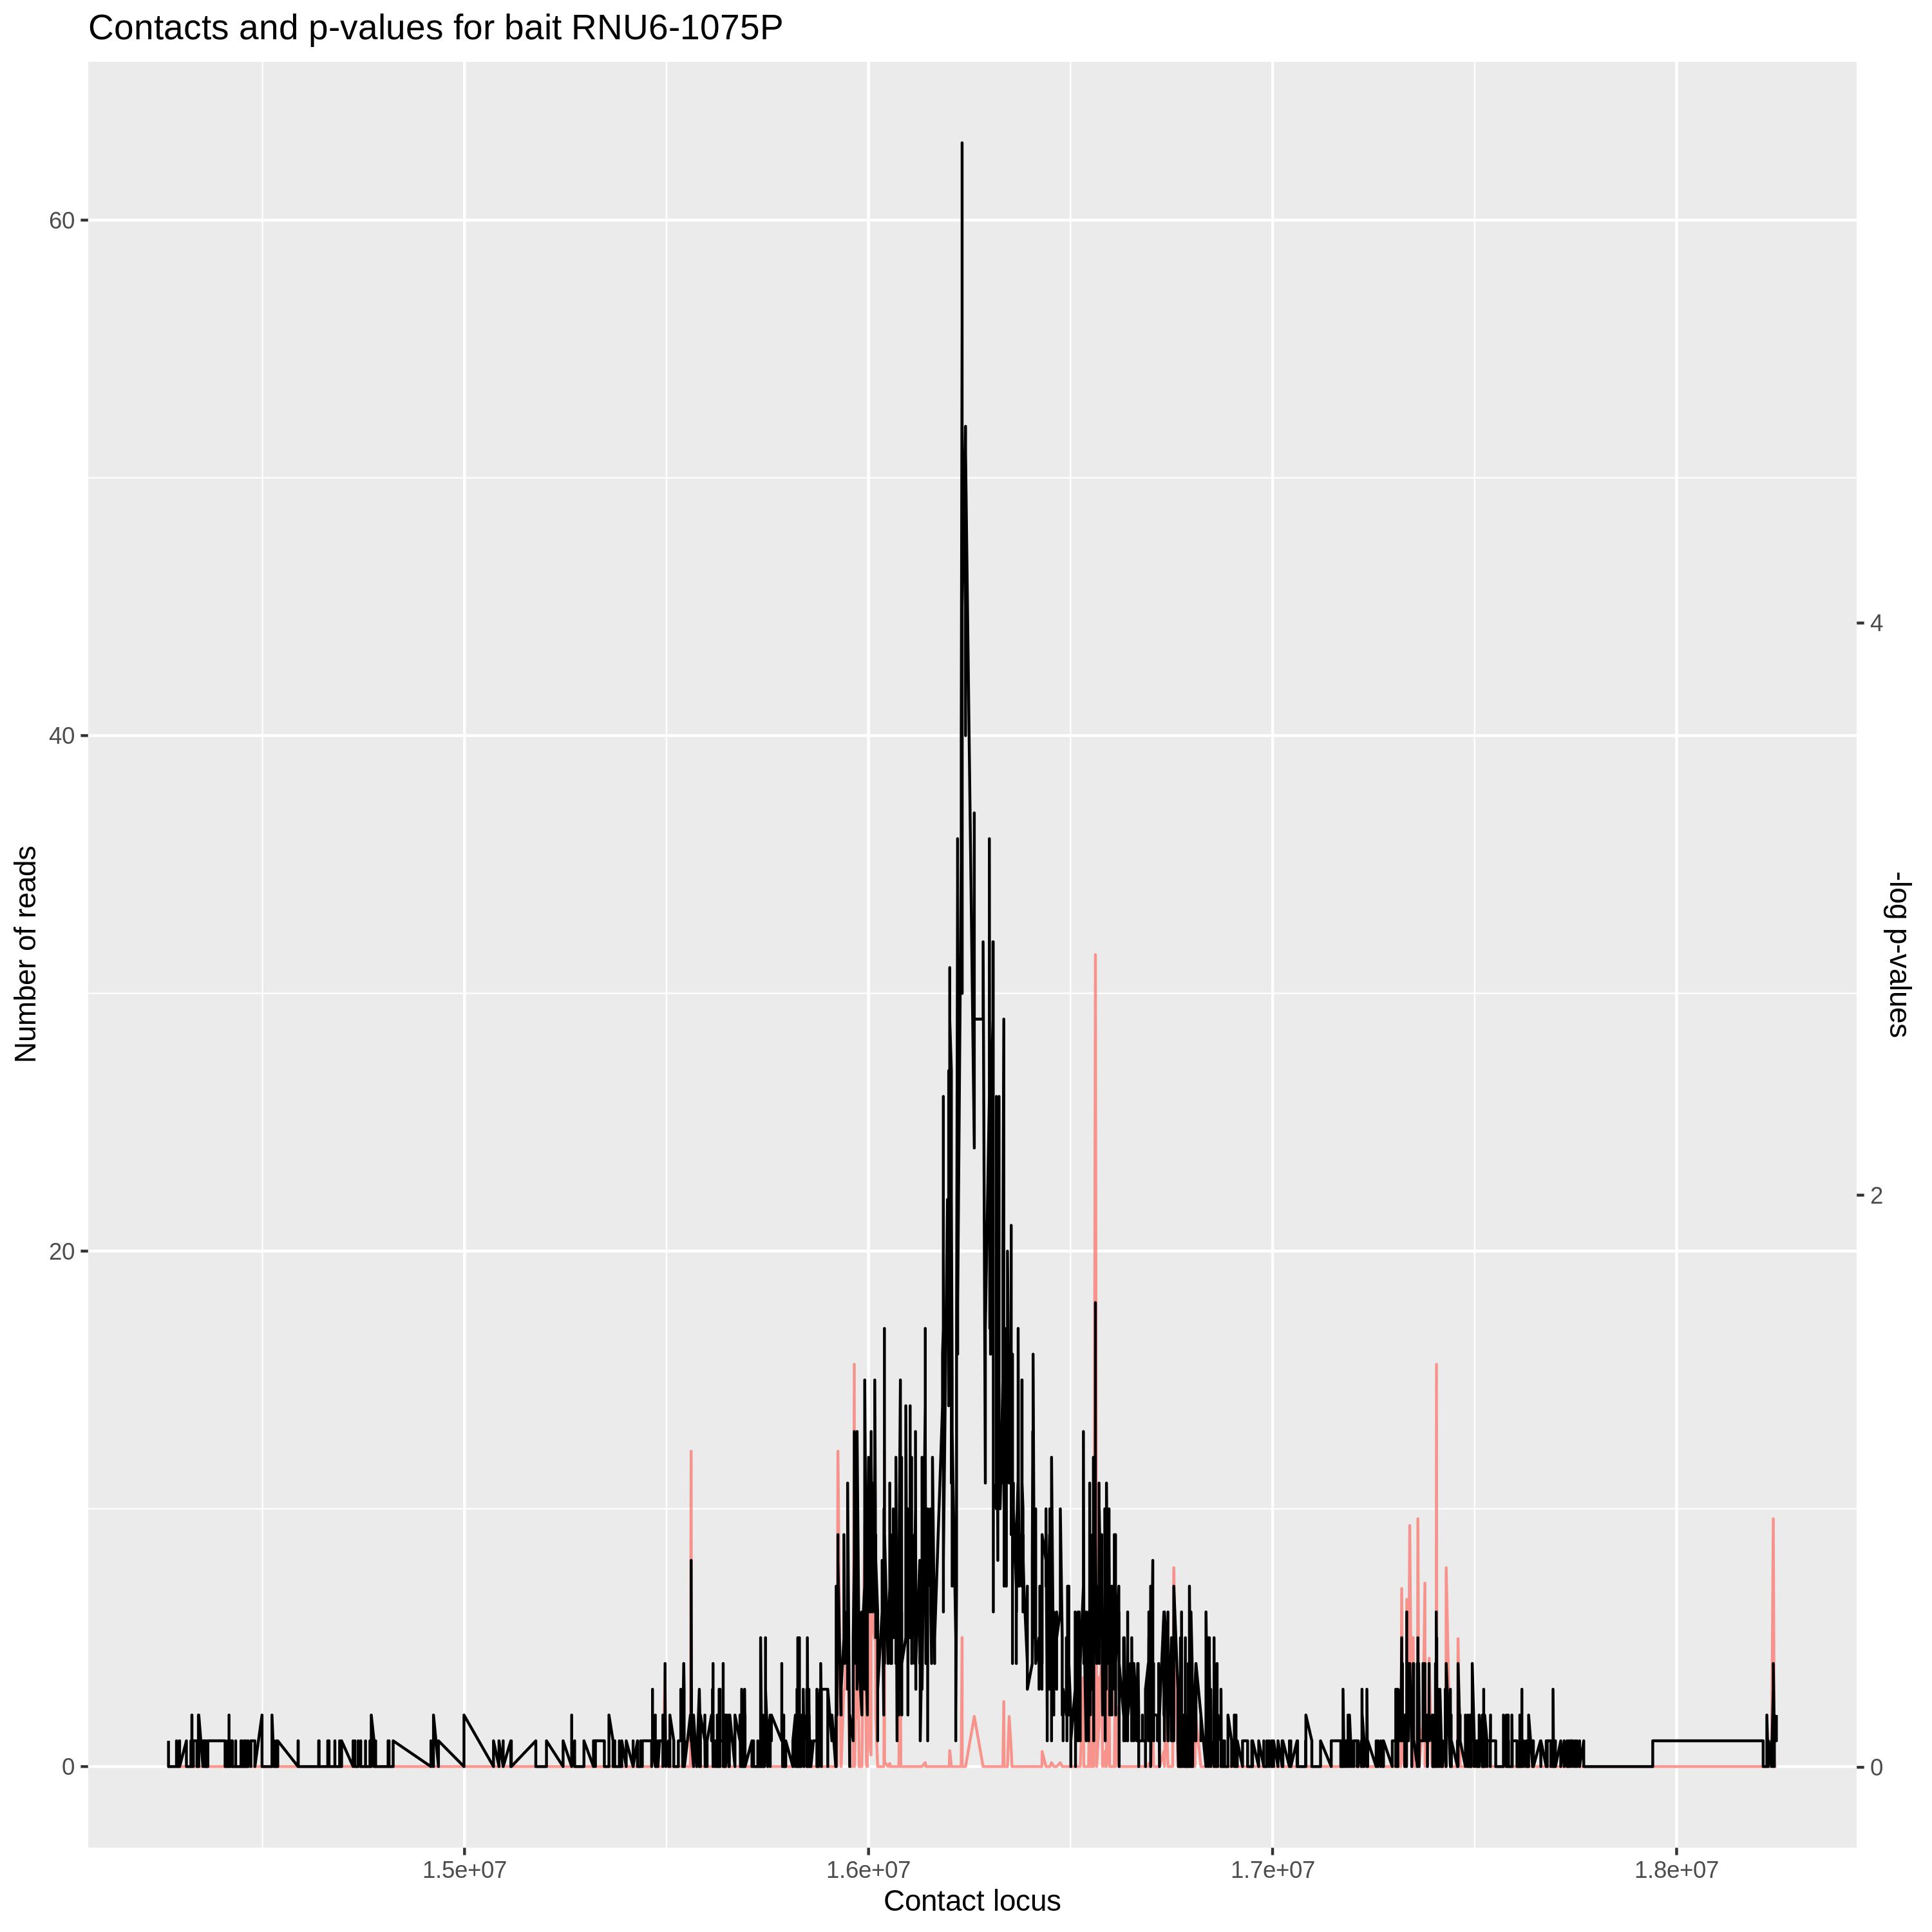 Contacts and p-values for bait RNU6-1075P
60
40
20
0
Number of reads
4
2
0
-log p-values
1.5e+07
1.6e+07
1.7e+07
1.8e+07
Contact locus